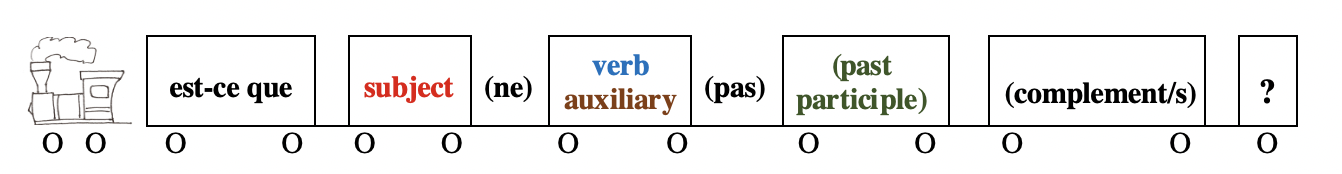 est-ce que subject (ne) verb auxiliary (pas) (past participle) (complement/s) ?
O O O O O O O O O O O O O